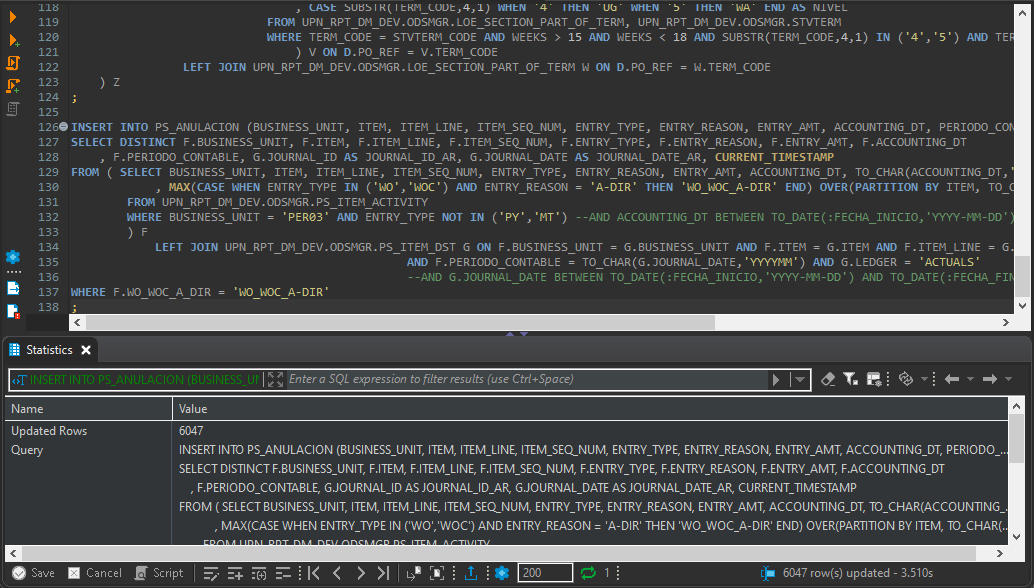 118 , CASE SUBSTR(TERM_CODE,4,1) WHEN '4' THEN 'UG' WHEN '5' THEN 'WA' END AS NIVEL
119 FROM UPN_RPT_DM_DEV.ODSMGR.LOE_SECTION_PART_OF_TERM, UPN_RPT_DM_DEV.ODSMGR.STVTERM
120 WHERE TERM_CODE = STVTERM_CODE AND WEEKS > 15 AND WEEKS < 18 AND SUBSTR(TERM_CODE,4,1) IN ('4','5') AND TER
121 ) V ON D.PO_REF = V.TERM_CODE
122 LEFT JOIN UPN_RPT_DM_DEV.ODSMGR.LOE_SECTION_PART_OF_TERM W ON D.PO_REF = W.TERM_CODE
123 ) Z
124 ;
125
126 INSERT INTO PS_ANULACION (BUSINESS_UNIT, ITEM, ITEM_LINE, ITEM_SEQ_NUM, ENTRY_TYPE, ENTRY_REASON, ENTRY_AMT, ACCOUNTING_DT, PERIODO_CON
127 SELECT DISTINCT F.BUSINESS_UNIT, F.ITEM, F.ITEM_LINE, F.ITEM_SEQ_NUM, F.ENTRY_TYPE, F.ENTRY_REASON, F.ENTRY_AMT, F.ACCOUNTING_DT
128 , F.PERIODO_CONTABLE, G.JOURNAL_ID AS JOURNAL_ID_AR, G.JOURNAL_DATE AS JOURNAL_DATE_AR, CURRENT_TIMESTAMP
129 FROM ( SELECT BUSINESS_UNIT, ITEM, ITEM_LINE, ITEM_SEQ_NUM, ENTRY_TYPE, ENTRY_REASON, ENTRY_AMT, ACCOUNTING_DT, TO_CHAR(ACCOUNTING_DT,'
130 , MAX(CASE WHEN ENTRY_TYPE IN ('WO','WOC') AND ENTRY_REASON = 'A-DIR' THEN 'WO_WOC_A-DIR' END) OVER(PARTITION BY ITEM, TO_C
131 FROM UPN_RPT_DM_DEV.ODSMGR.PS_ITEM_ACTIVITY
132 WHERE BUSINESS_UNIT = 'PER03' AND ENTRY_TYPE NOT IN ('PY','MT') --AND ACCOUNTING_DT BETWEEN TO_DATE(:FECHA_INICIO,'YYYY-MM-DD')
133 ) F
134 LEFT JOIN UPN_RPT_DM_DEV.ODSMGR.PS_ITEM_DST G ON F.BUSINESS_UNIT = G.BUSINESS_UNIT AND F.ITEM = G.ITEM AND F.ITEM_LINE = G.
135 AND F.PERIODO_CONTABLE = TO_CHAR(G.JOURNAL_DATE,'YYYYMM') AND G.LEDGER = 'ACTUALS'
136 --AND G.JOURNAL_DATE BETWEEN TO_DATE(:FECHA_INICIO,'YYYY-MM-DD') AND TO_DATE(:FECHA_FIN
137 WHERE F.WO_WOC_A_DIR = 'WO_WOC_A-DIR'
138 ;
Statistics
INSERT INTO PS_ANULACION (BUSINESS_UN Enter a SQL expression to filter results (use Ctrl+Space)
Name Value
Updated Rows 6047
Query INSERT INTO PS_ANULACION (BUSINESS_UNIT, ITEM, ITEM_LINE, ITEM_SEQ_NUM, ENTRY_TYPE, ENTRY_REASON, ENTRY_AMT, ACCOUNTING_DT, PERIODO_...
SELECT DISTINCT F.BUSINESS_UNIT, F.ITEM, F.ITEM_LINE, F.ITEM_SEQ_NUM, F.ENTRY_TYPE, F.ENTRY_REASON, F.ENTRY_AMT, F.ACCOUNTING_DT
, F.PERIODO_CONTABLE, G.JOURNAL_ID AS JOURNAL_ID_AR, G.JOURNAL_DATE AS JOURNAL_DATE_AR, CURRENT_TIMESTAMP
FROM ( SELECT BUSINESS_UNIT, ITEM, ITEM_LINE, ITEM_SEQ_NUM, ENTRY_TYPE, ENTRY_REASON, ENTRY_AMT, ACCOUNTING_DT, TO_CHAR(ACCOUNTING_...
, MAX(CASE WHEN ENTRY_TYPE IN ('WO','WOC') AND ENTRY_REASON = 'A-DIR' THEN 'WO_WOC_A-DIR' END) OVER(PARTITION BY ITEM, TO_CHAR(...
FROM UPN_RPT_DM_DEV.ODSMGR.PS_ITEM_ACTIVITY
Save Cancel Script 200 1 6047 row(s) updated - 3.510s